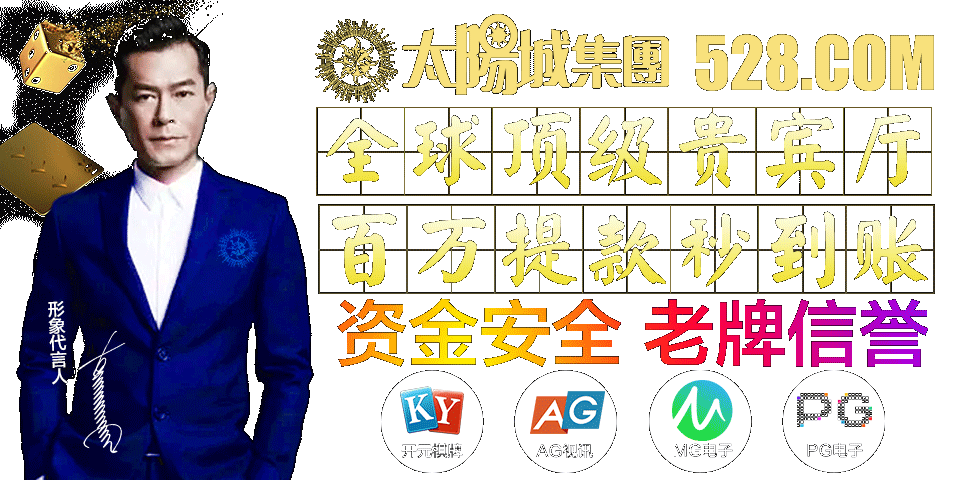 太陽城集團 528.COM
全球顶级贵宾厅
百万提款秒到账
资金安全 老牌信誉
形象代言人
KY
开元棋牌
AG
AG视讯
MG电子
PG
PG电子